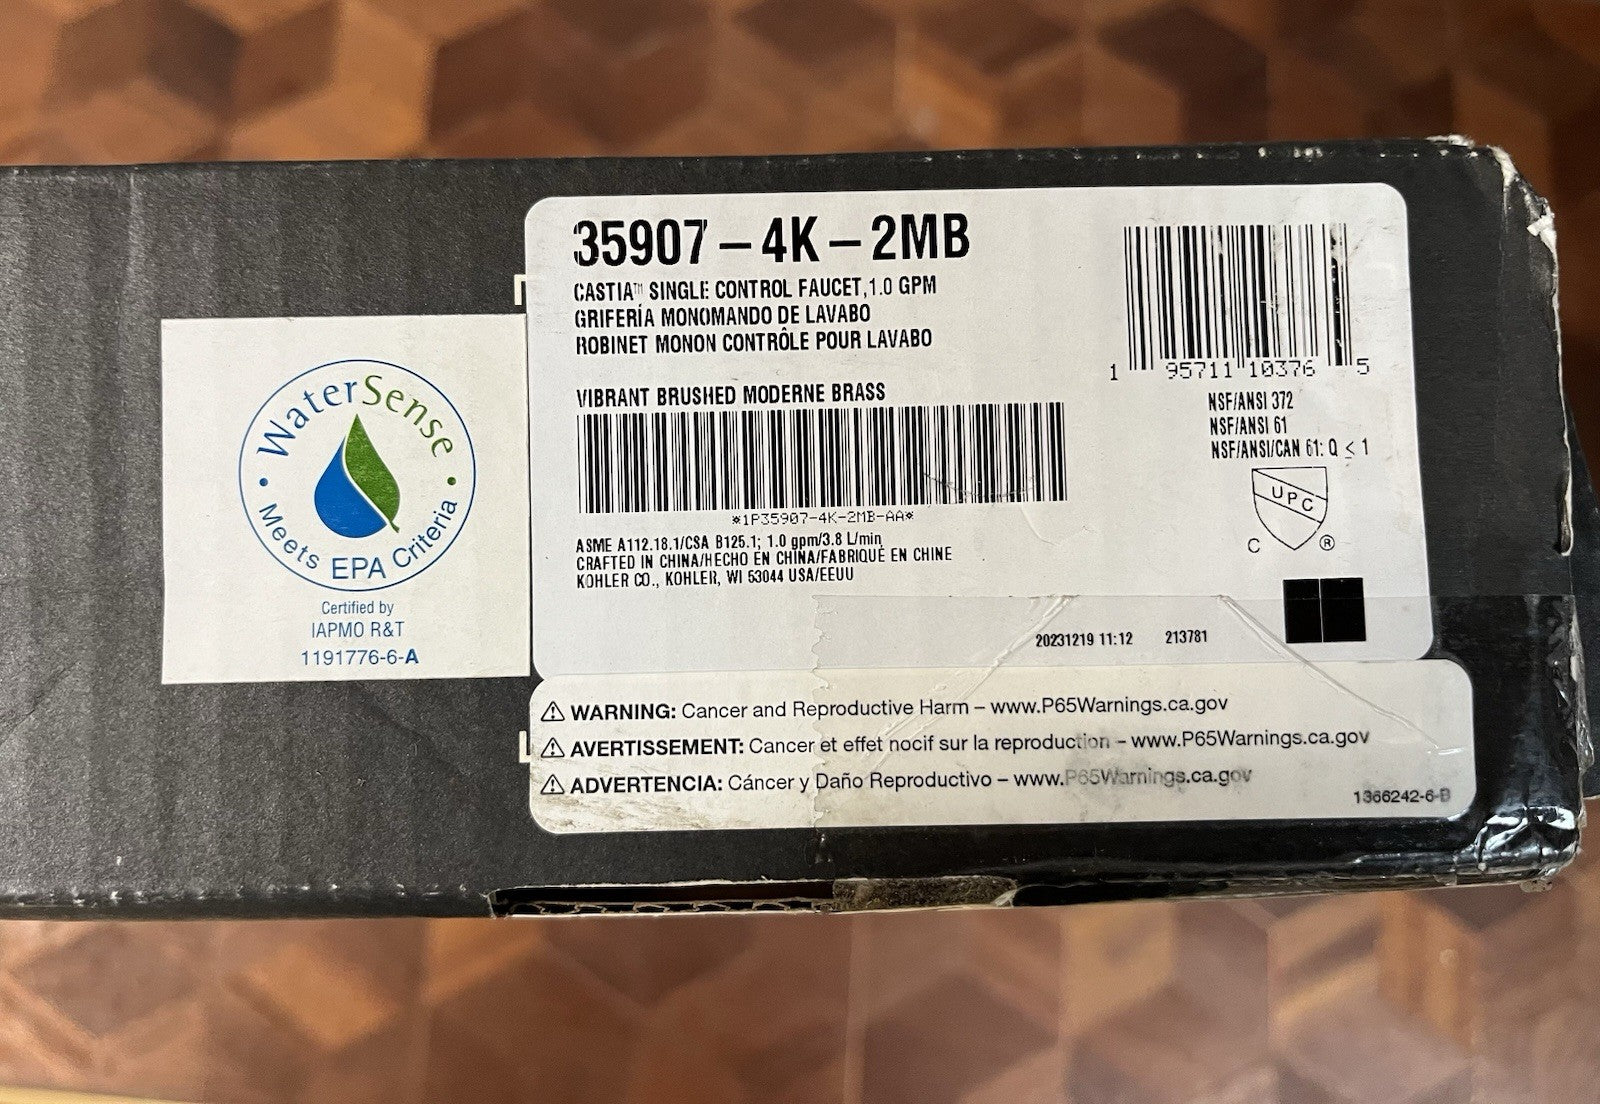 WaterSense
Meets EPA Criteria
Certified by
IAPMO R&T
1191776-6-A
35907-4K-2MB
CASTIA™ SINGLE CONTROL FAUCET,1.0 GPM
GRIFERÍA MONOMANDO DE LAVABO
ROBINET MONON CONTRÔLE POUR LAVABO
VIBRANT BRUSHED MODERNE BRASS
*1P35907-4K-2MB-AA*
ASME A112.18.1/CSA B125.1; 1.0 gpm/3.8 L/min
CRAFTED IN CHINA/HECHO EN CHINA/FABRIQUÉ EN CHINE
KOHLER CO., KOHLER, WI 53044 USA/EEUU
1 95711 10376 5
NSF/ANSI 372
NSF/ANSI 61
NSF/ANSI/CAN 61: Q ≤ 1
UPC
C ®
20231219 11:12 213781
⚠ WARNING: Cancer and Reproductive Harm – www.P65Warnings.ca.gov
⚠ AVERTISSEMENT: Cancer et effet nocif sur la reproduction – www.P65Warnings.ca.gov
⚠ ADVERTENCIA: Cáncer y Daño Reproductivo – www.P65Warnings.ca.gov
1366242-6-B